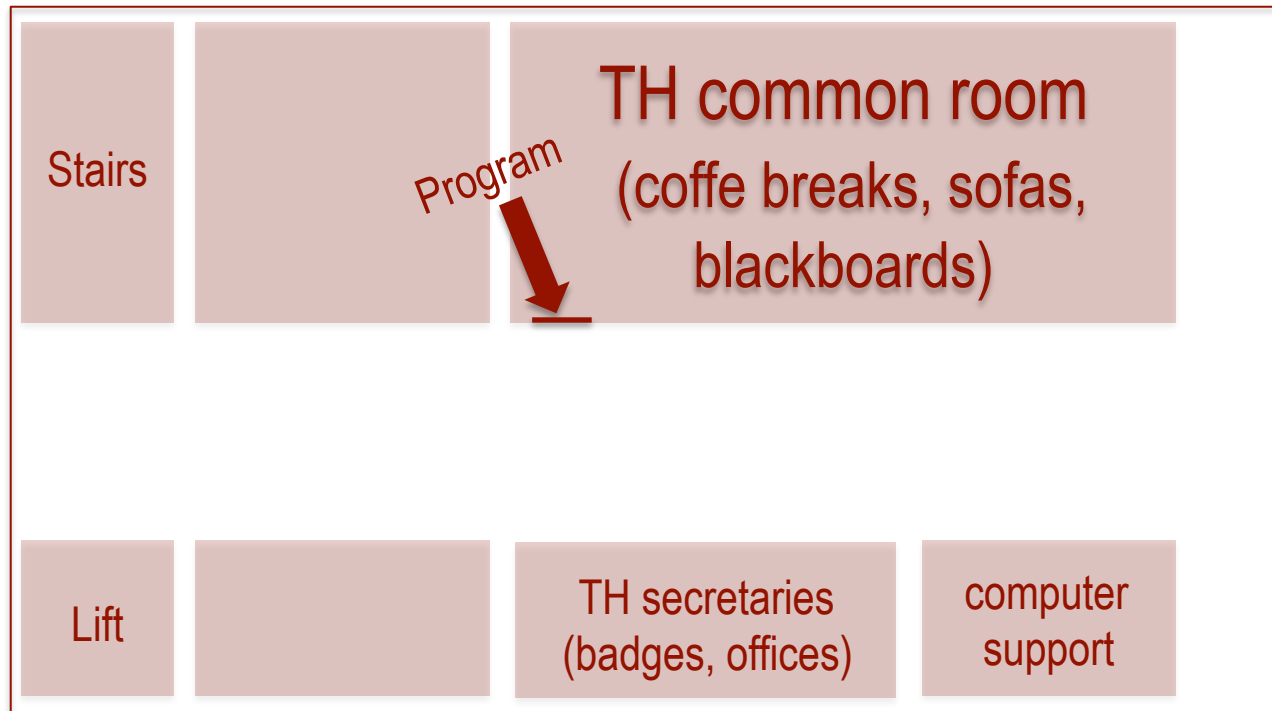 TH common room
(coffe breaks, sofas,
blackboards)
Stairs
Program
Lift
TH secretaries
(badges, offices)
computer
support